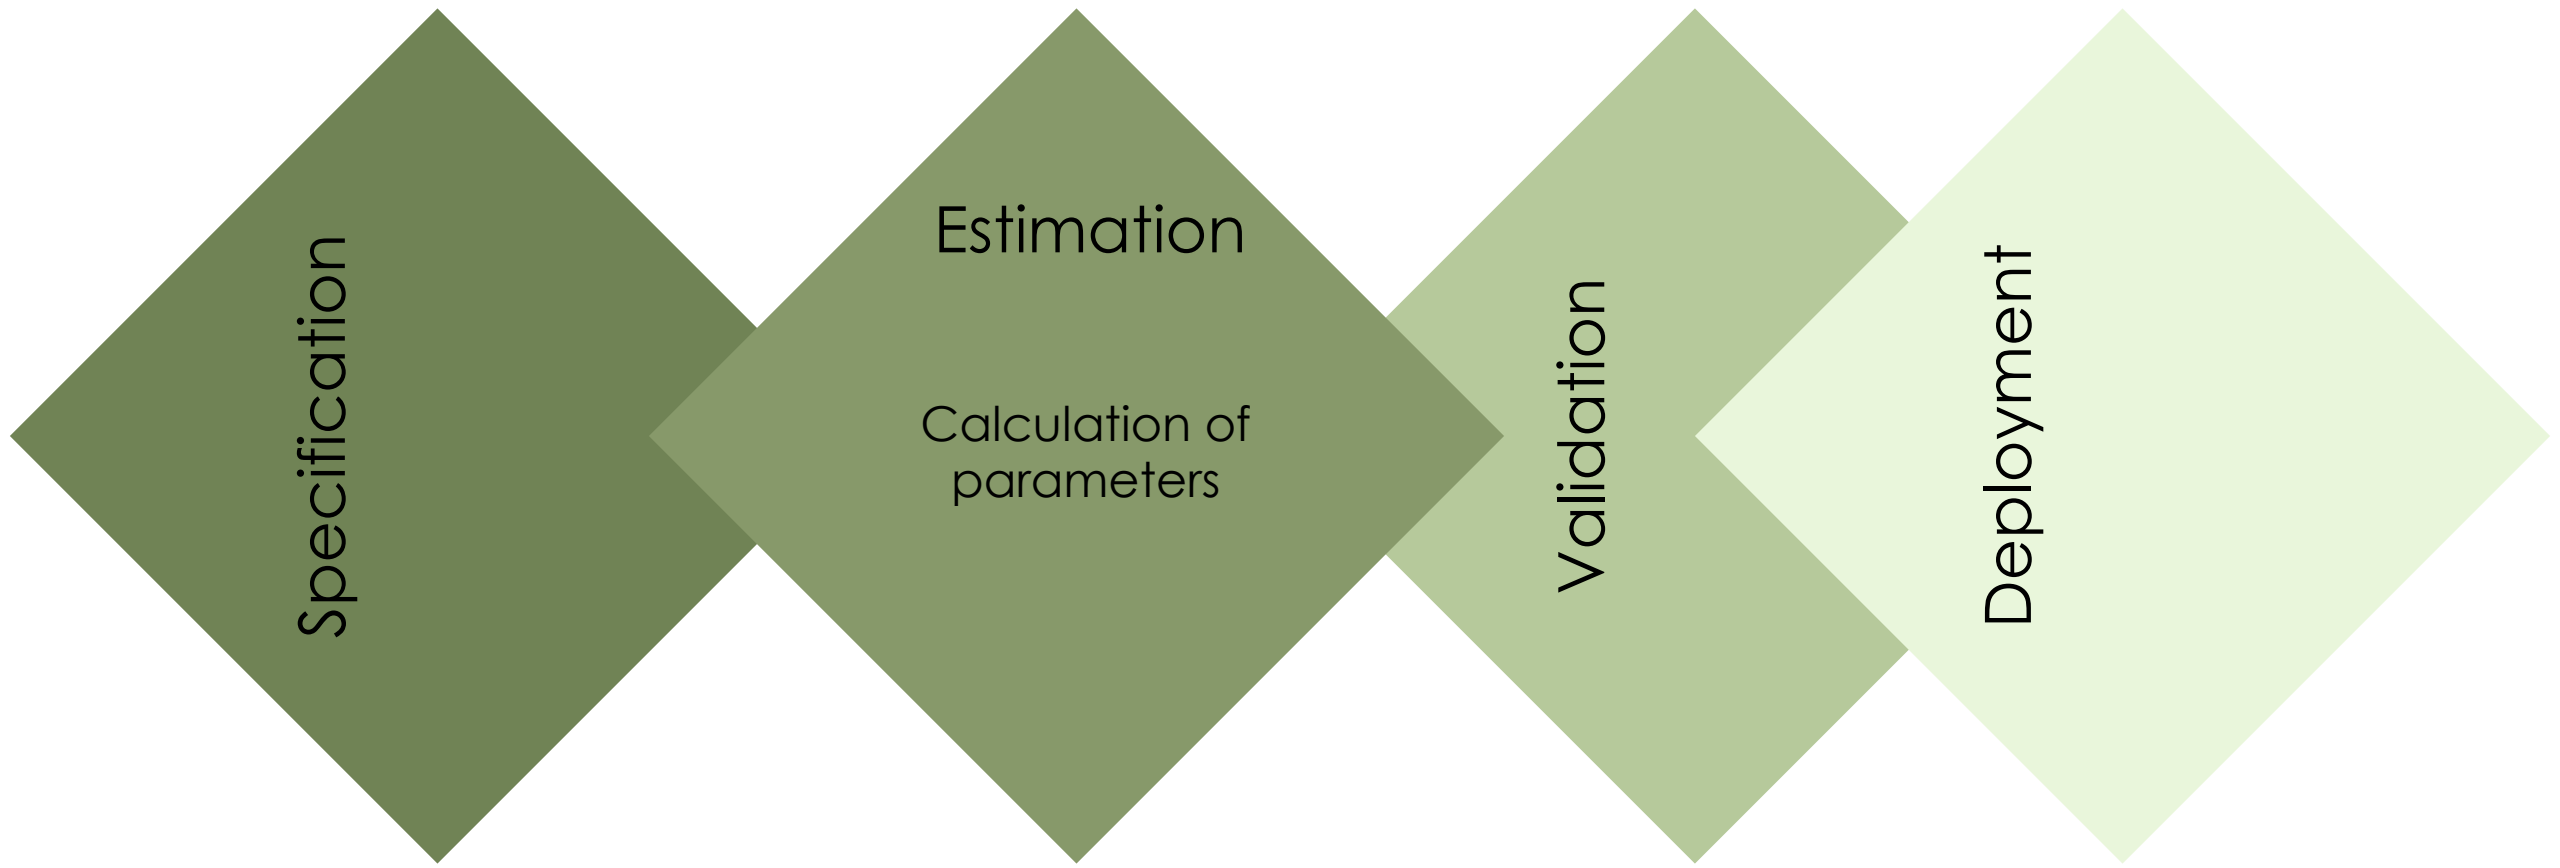 Specification
Estimation
Calculation of
parameters
Validation
Deployment